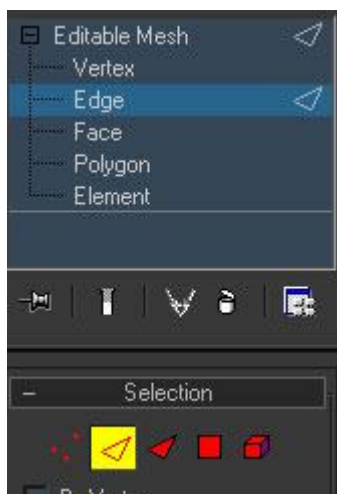 Editable Mesh
Vertex
Edge
Face
Polygon
Element
Selection